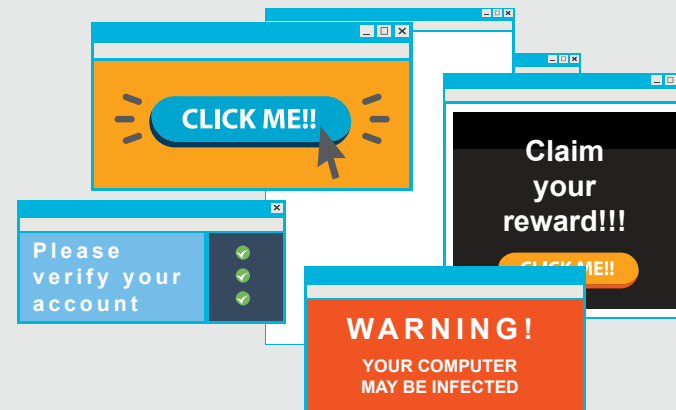 CLICK ME!!
Claim
your
reward!!!
CLICK ME!!
Please
verify your
account
WARNING!
YOUR COMPUTER
MAY BE INFECTED